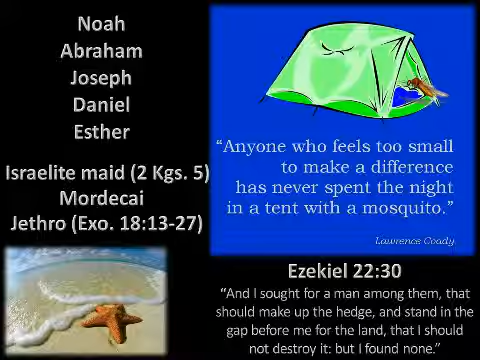 Noah
Abraham
Joseph
Daniel
Esther
Israelite maid (2 Kgs. 5)
Mordecai
Jethro (Exo. 18:13-27)
“Anyone who feels too small
to make a difference
has never spent the night
in a tent with a mosquito.”
Lawrence Coady
Ezekiel 22:30
“And I sought for a man among them, that
should make up the hedge, and stand in the
gap before me for the land, that I should
not destroy it: but I found none.”